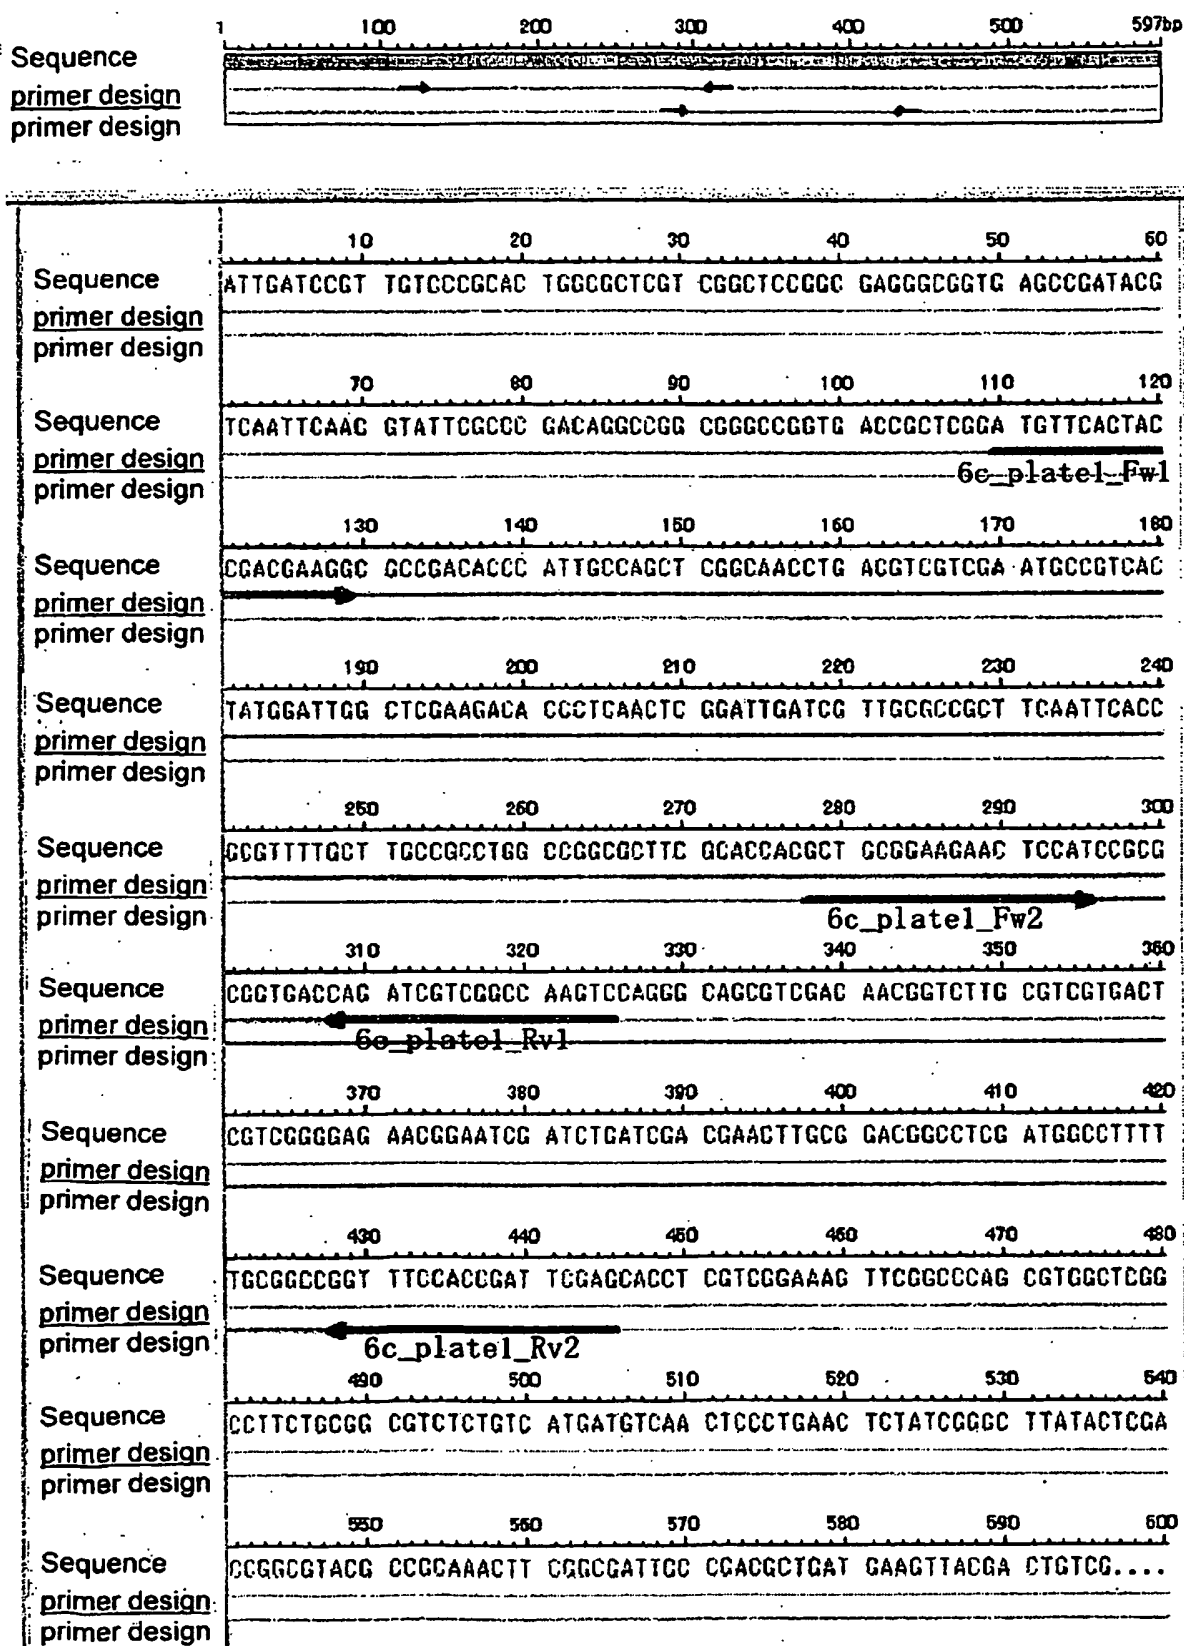 1 100 200 300 400 500 597bp
Sequence
primer design
primer design
10 20 30 40 50 60
Sequence ATTGATCCGT TGTCCCGCAC TGGCGCTCGT CGGCTCCGGC GAGGGCGGTG AGCCGATACG
primer design
primer design
70 80 90 100 110 120
Sequence TCAATTCAAC GTATTCGCCC GACAGGCCGG CGGGCCGGTG ACCGCTCGGA TGTTCACTAC
primer design
primer design 6c_plate1_Fw1
130 140 150 160 170 180
Sequence CGACGAAGGC GCCGACACCC ATTGCCAGCT CGGCAACCTG ACGTCGTCGA ATGCCGTCAC
primer design
primer design
190 200 210 220 230 240
Sequence TATGGATTGG CTCGAAGACA CCCTCAACTC GGATTGATCG TTGCGCCGCT TCAATTCACC
primer design
primer design
250 260 270 280 290 300
Sequence GCGTTTTGCT TGCCGCCTGG CCGGCGCTTC GCACCACGCT GCGGAAGAAC TCCATCCGCG
primer design
primer design 6c_plate1_Fw2
310 320 330 340 350 360
Sequence CGGTGACCAG ATCGTCGGCC AAGTCCAGGG CAGCGTCGAC AACGGTCTTG CGTCGTGACT
primer design 6c_plate1_Rv1
primer design
370 380 390 400 410 420
Sequence CGTCGGGGAG AACGGAATCG ATCTGATCGA CGAACTTGCG GACGGCCTCG ATGGCCTTTT
primer design
primer design
430 440 450 460 470 480
Sequence TGCGGCCGGT TTCCACCGAT TCGAGCACCT CGTCGGAAAG TTCGGCCCAG CGTGGCTCGG
primer design
primer design 6c_plate1_Rv2
490 500 510 520 530 540
Sequence CCTTCTGCGG CGTCTCTGTC ATGATGTCAA CTCCCTGAAC TCTATCGGGC TTATACTCGA
primer design
primer design
550 560 570 580 590 600
Sequence CCGGCGTACG CCGCAAACTT CGGCGATTGC CGACGCTGAT GAAGTTACGA CTGTCG....
primer design
primer design